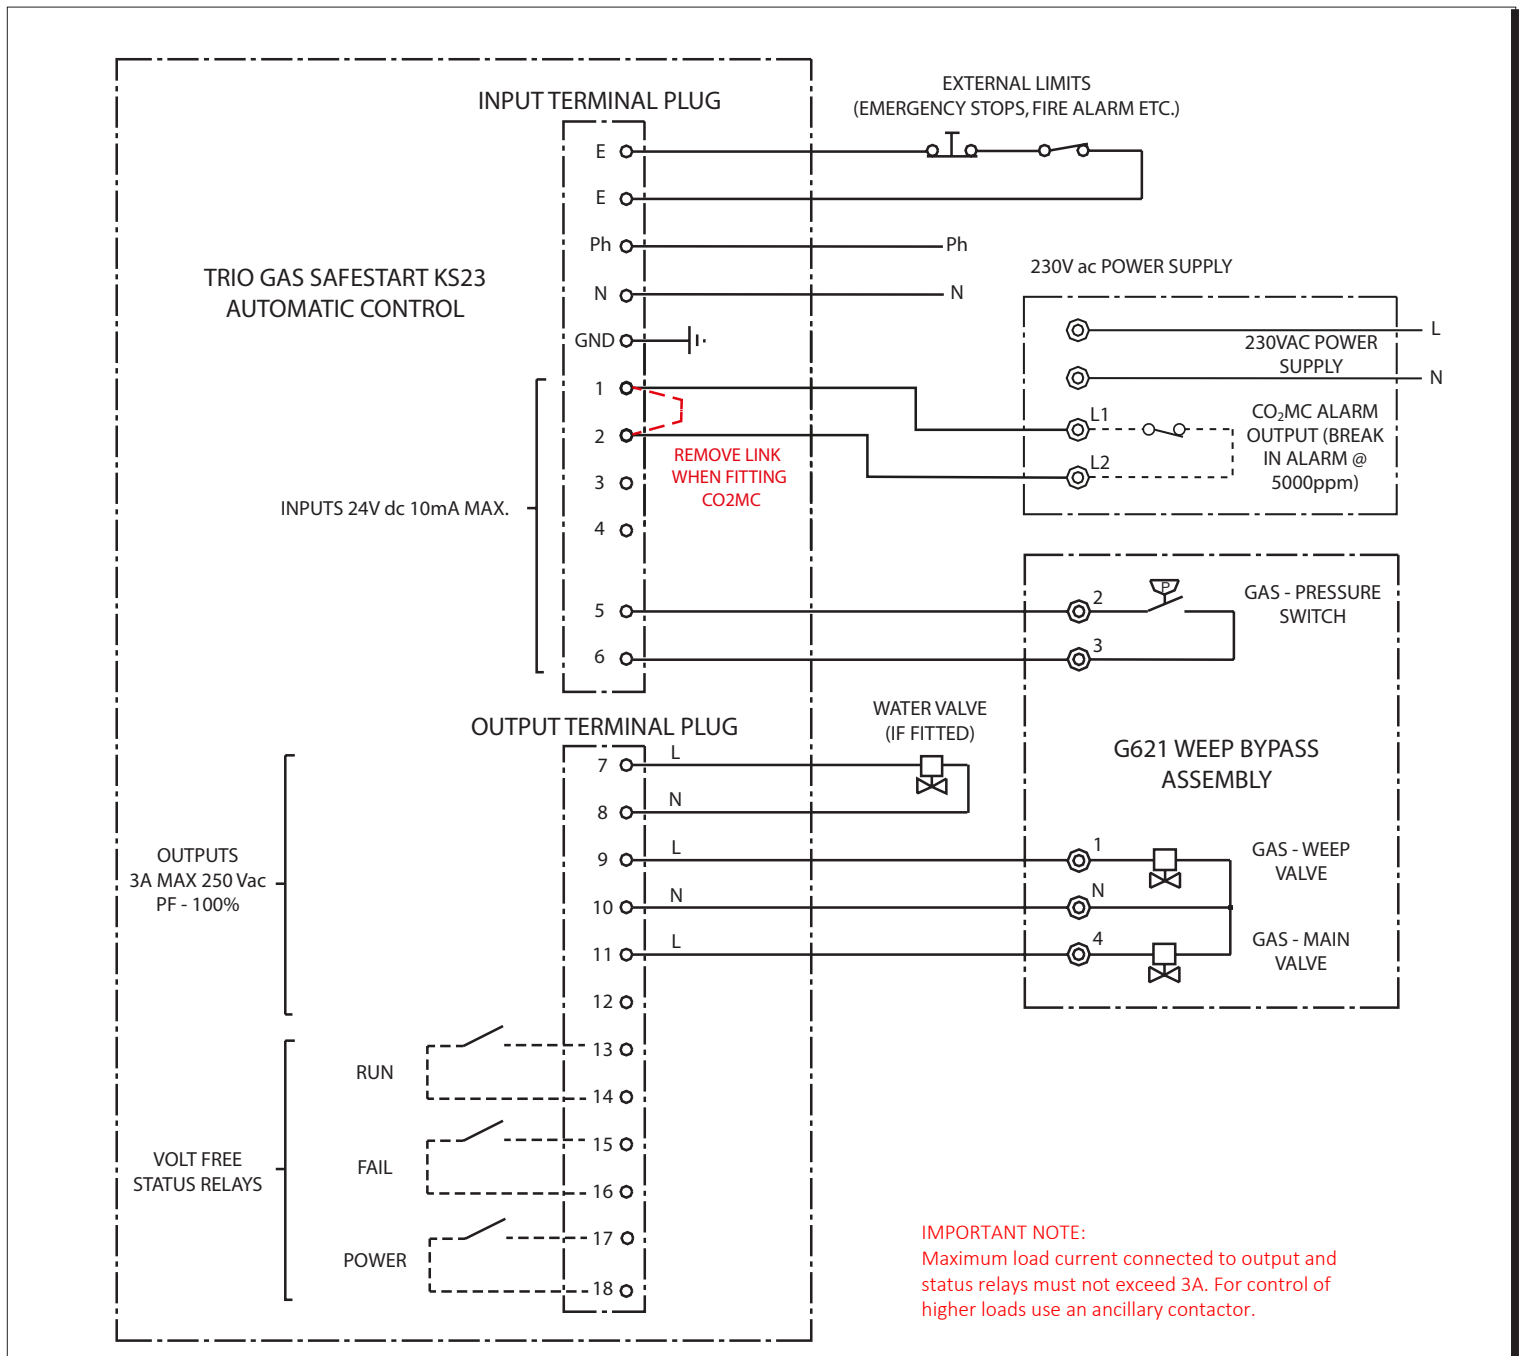 INPUT TERMINAL PLUG
EXTERNAL LIMITS
(EMERGENCY STOPS, FIRE ALARM ETC.)
E
E
Ph
Ph
N
N
GND
TRIO GAS SAFESTART KS23
AUTOMATIC CONTROL
230V ac POWER SUPPLY
L
230VAC POWER
SUPPLY
N
1
2
3
4
5
6
REMOVE LINK
WHEN FITTING
CO2MC
L1
L2
CO₂MC ALARM
OUTPUT (BREAK
IN ALARM @
5000ppm)
INPUTS 24V dc 10mA MAX.
2
P
3
GAS - PRESSURE
SWITCH
OUTPUT TERMINAL PLUG
WATER VALVE
(IF FITTED)
G621 WEEP BYPASS
ASSEMBLY
7
L
8
N
9
L
10
N
11
L
12
13
14
15
16
17
18
1
N
4
GAS - WEEP
VALVE
GAS - MAIN
VALVE
OUTPUTS
3A MAX 250 Vac
PF - 100%
RUN
FAIL
POWER
VOLT FREE
STATUS RELAYS
IMPORTANT NOTE:
Maximum load current connected to output and
status relays must not exceed 3A. For control of
higher loads use an ancillary contactor.